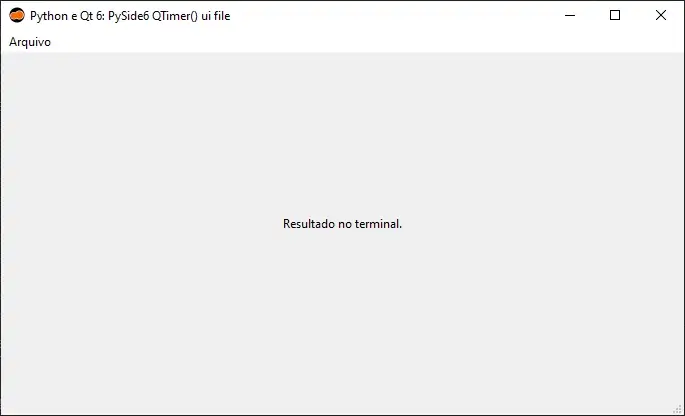 Python e Qt 6: PySide6 QTimer() ui file
Arquivo
Resultado no terminal.